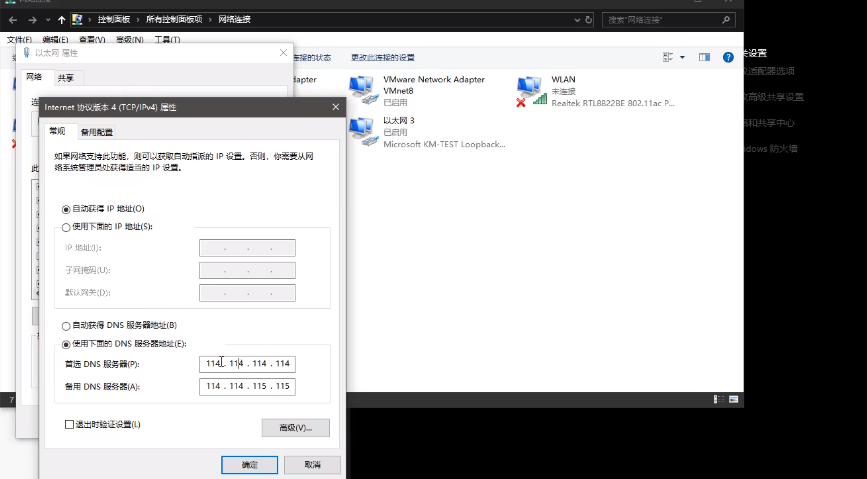 控制面板 › 所有控制面板项 › 网络连接
搜索"网络连接"
文件(F) 编辑(E) 查看(V) 高级(N) 工具(T)
以太网 属性
连接的状态 更改此连接的设置
网络 共享
dapter
VMware Network Adapter
VMnet8
已启用
WLAN
未连接
Realtek RTL8822BE 802.11ac P...
以太网 3
已启用
Microsoft KM-TEST Loopback...
关设置
适配器选项
高级共享设置
和共享中心
dows 防火墙
Internet 协议版本 4 (TCP/IPv4) 属性
常规 备用配置
如果网络支持此功能，则可以获取自动指派的 IP 设置。否则，你需要从网
络系统管理员处获得适当的 IP 设置。
自动获得 IP 地址(O)
使用下面的 IP 地址(S):
IP 地址(I):
子网掩码(U):
默认网关(D):
自动获得 DNS 服务器地址(B)
使用下面的 DNS 服务器地址(E):
首选 DNS 服务器(P):
114 . 114 . 114 . 114
备用 DNS 服务器(A):
114 . 114 . 115 . 115
退出时验证设置(L)
高级(V)...
确定 取消
7